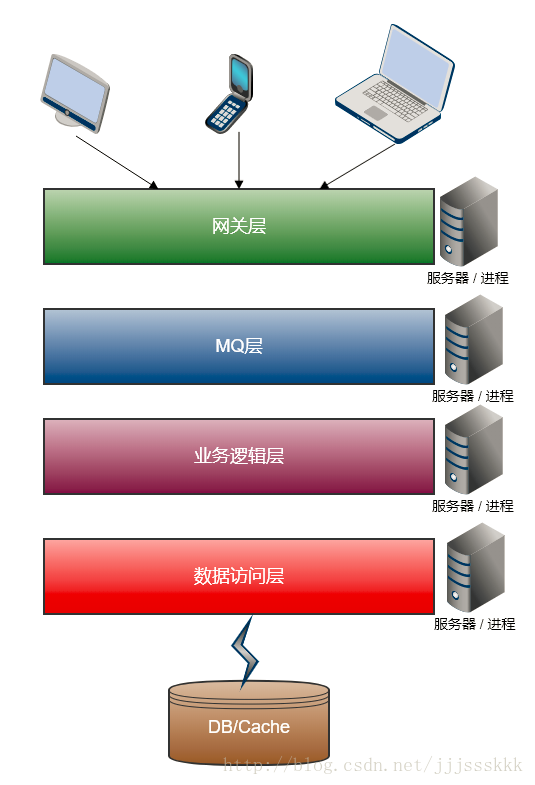 网关层
服务器 / 进程
MQ层
服务器 / 进程
业务逻辑层
服务器 / 进程
数据访问层
服务器 / 进程
DB/Cache
http://blog.csdn.net/jjjssskkk